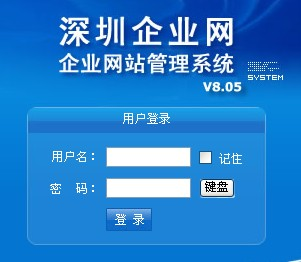 深圳企业网
企业网站管理系统
SYSTEM
V8.05
用户登录
用户名： 记住
密 码： 键盘
登 录